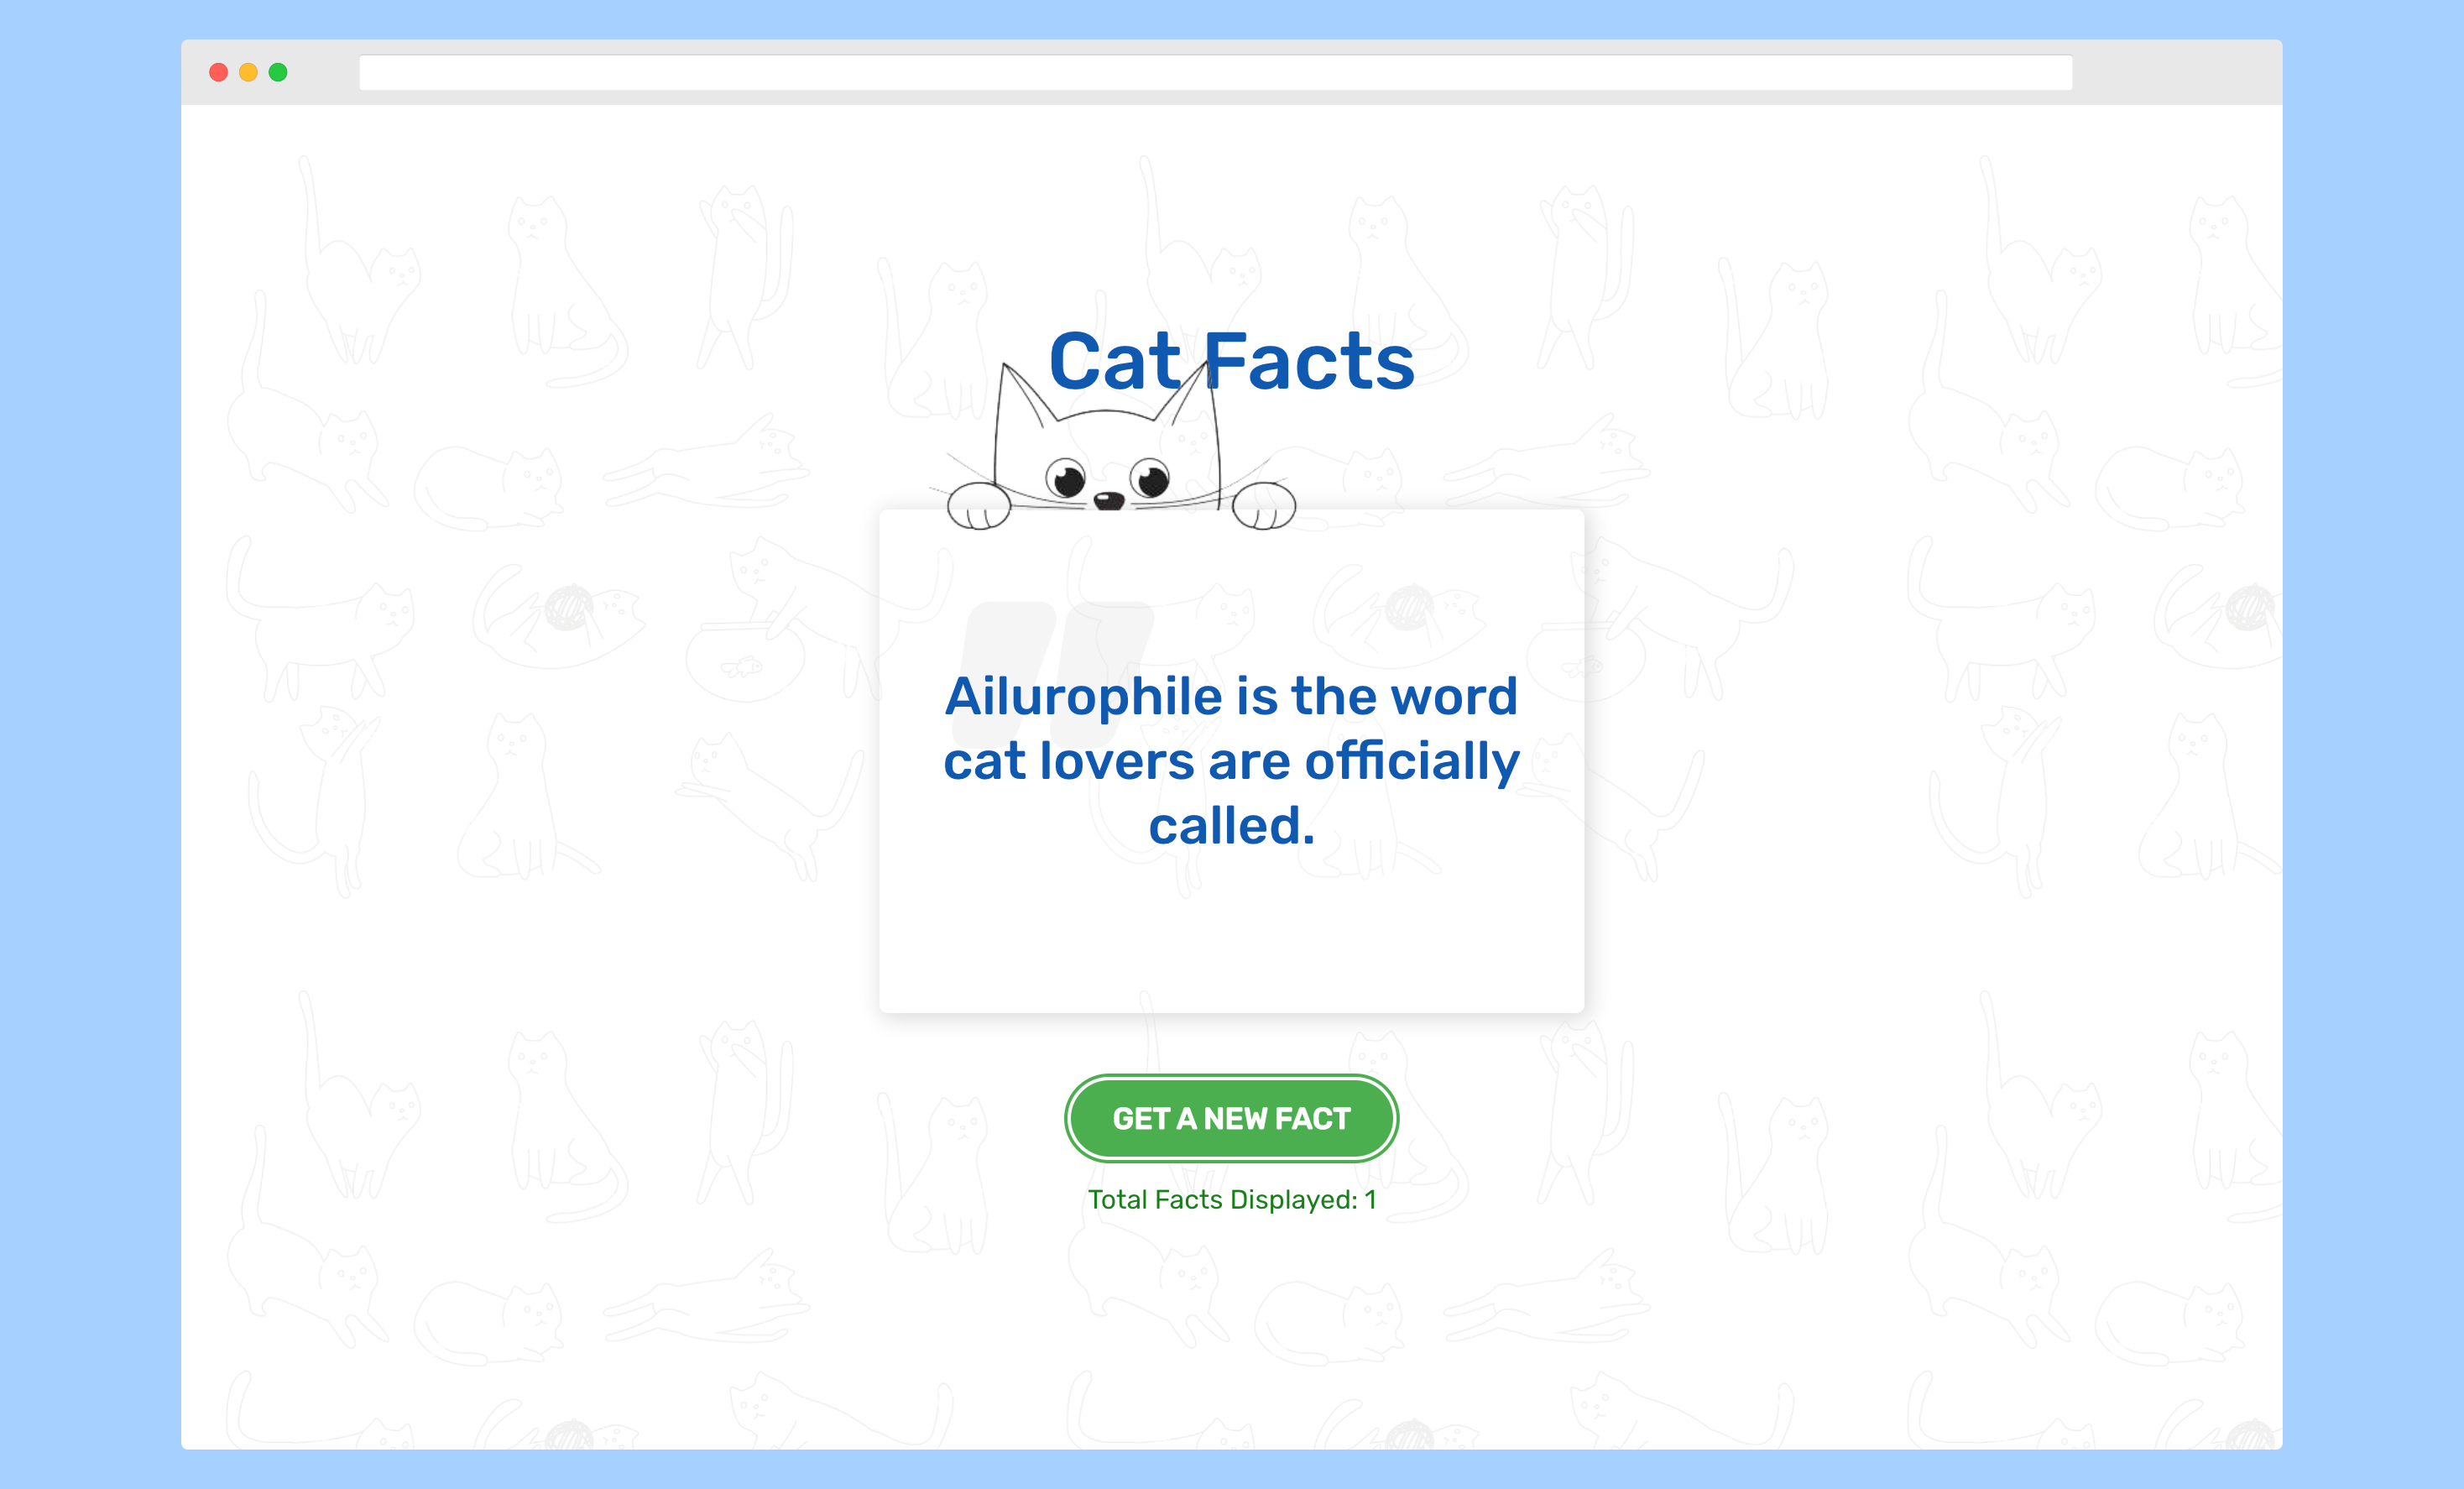 Cat Facts
Ailurophile is the word
cat lovers are officially
called.
GET A NEW FACT
Total Facts Displayed: 1